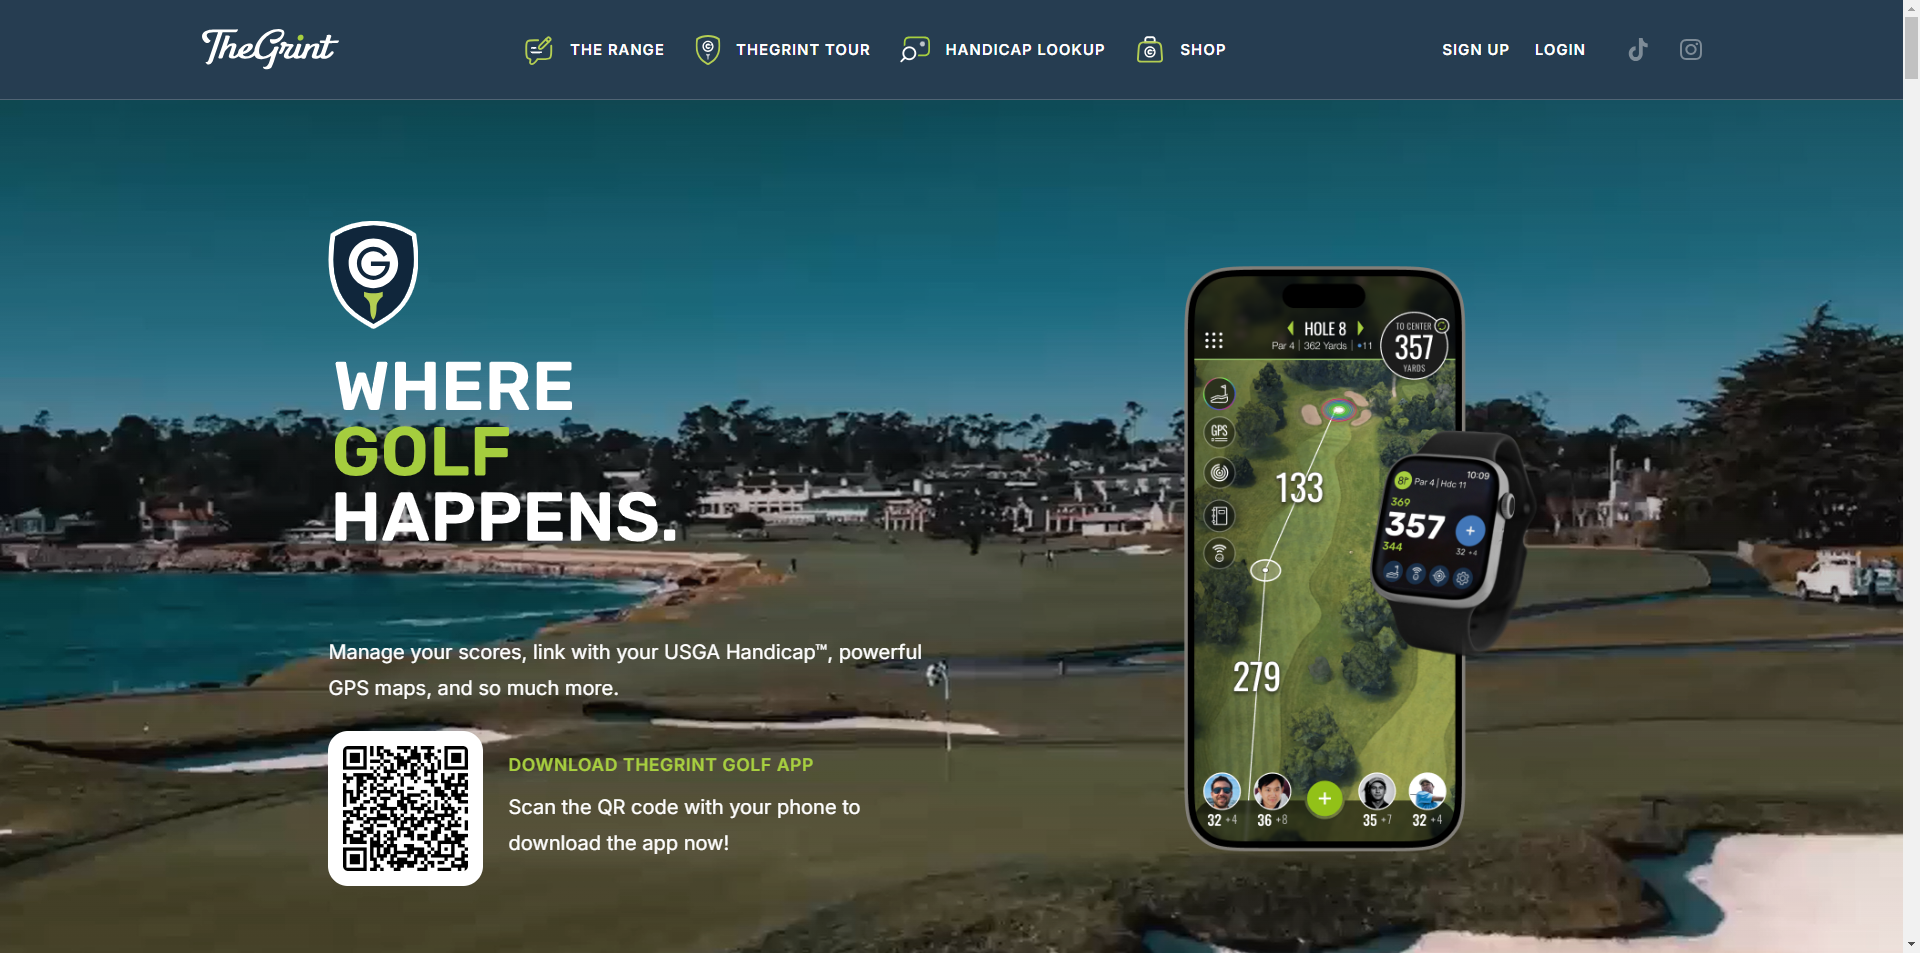 TheGrint
THE RANGE
THEGRINT TOUR
HANDICAP LOOKUP
SHOP
SIGN UP
LOGIN
WHERE
GOLF
HAPPENS.
Manage your scores, link with your USGA Handicap™, powerful
GPS maps, and so much more.
DOWNLOAD THEGRINT GOLF APP
Scan the QR code with your phone to
download the app now!
HOLE 8
Par 4 | 362 Yards | •11
TO CENTER
357
YARDS
GPS
133
279
32 +4
36 +8
35 +7
32 +4
10:09
8 Par 4 | Hdc 11
369
357
344
32 +4